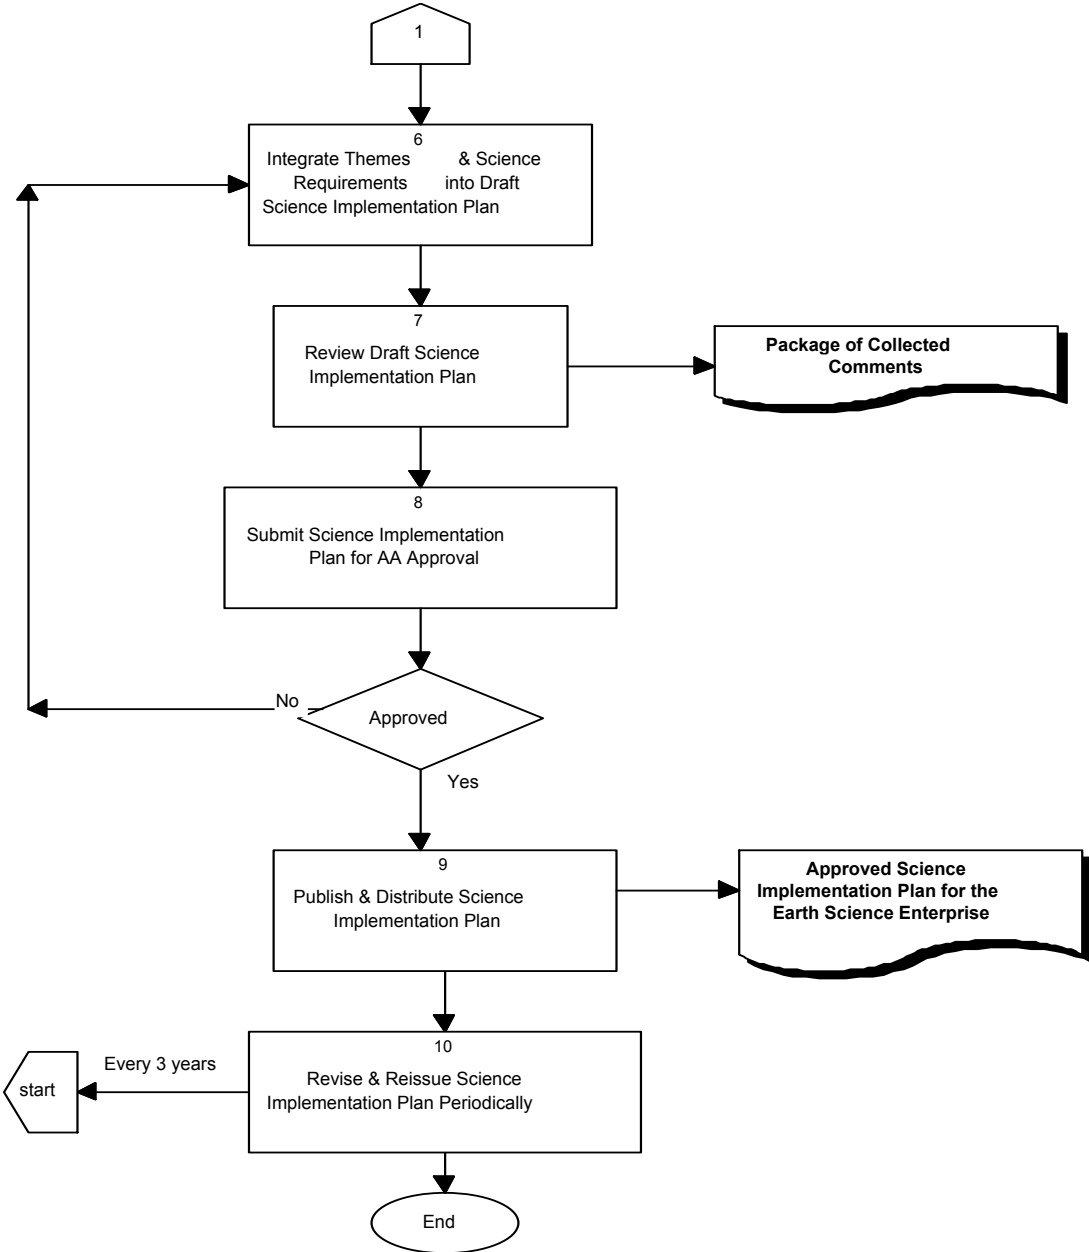 1
6
Integrate Themes & Science
Requirements into Draft
Science Implementation Plan
7
Review Draft Science
Implementation Plan
Package of Collected
Comments
8
Submit Science Implementation
Plan for AA Approval
No
Approved
Yes
9
Publish & Distribute Science
Implementation Plan
Approved Science
Implementation Plan for the
Earth Science Enterprise
10
Revise & Reissue Science
Implementation Plan Periodically
Every 3 years
start
End